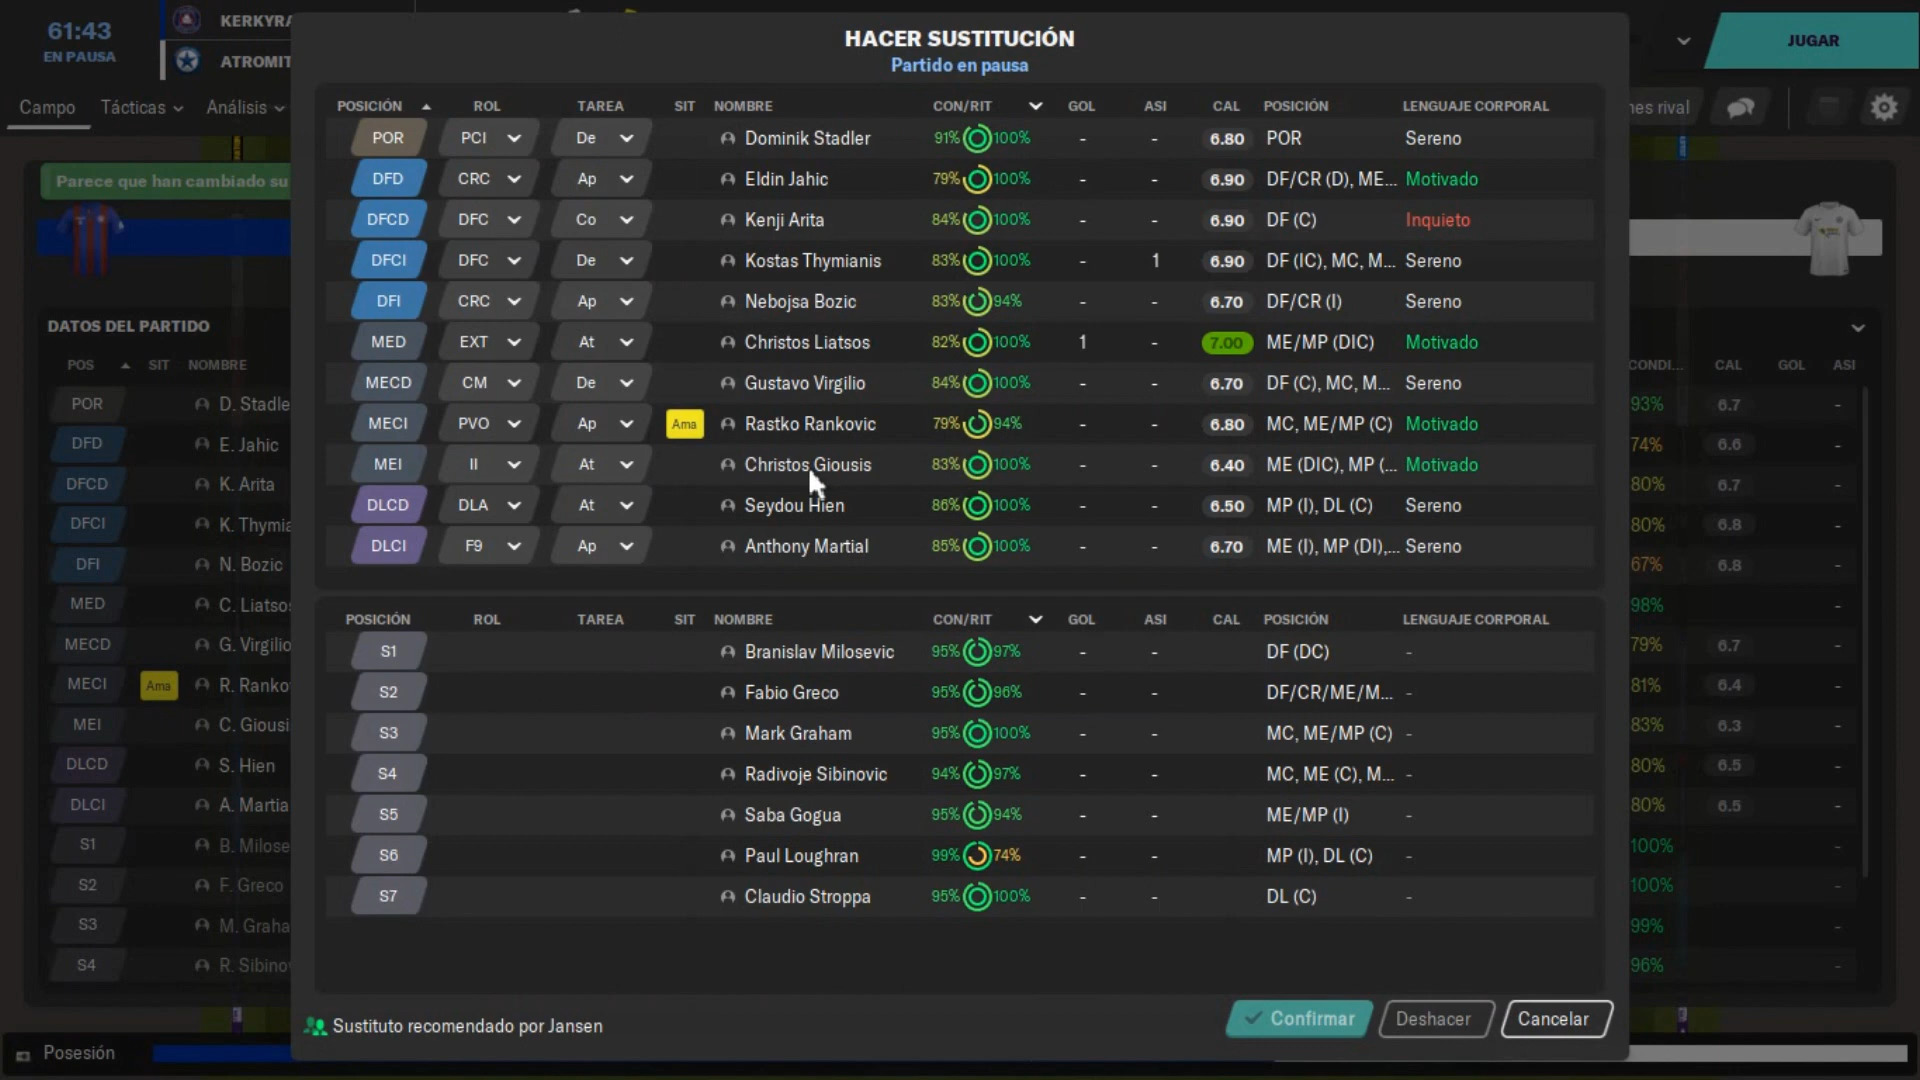 61:43
EN PAUSA
KERKYRA
ATROMIT
HACER SUSTITUCIÓN
Partido en pausa
JUGAR
Campo Tácticas Análisis
nes rival
Parece que han cambiado su
POSICIÓN ROL TAREA SIT NOMBRE CON/RIT GOL ASI CAL POSICIÓN LENGUAJE CORPORAL
POR PCI De Dominik Stadler 91% 100% - - 6.80 POR Sereno
DFD CRC Ap Eldin Jahic 79% 100% - - 6.90 DF/CR (D), ME... Motivado
DFCD DFC Co Kenji Arita 84% 100% - - 6.90 DF (C) Inquieto
DFCI DFC De Kostas Thymianis 83% 100% - 1 6.90 DF (IC), MC, M... Sereno
DFI CRC Ap Nebojsa Bozic 83% 94% - - 6.70 DF/CR (I) Sereno
MED EXT At Christos Liatsos 82% 100% 1 - 7.00 ME/MP (DIC) Motivado
MECD CM De Gustavo Virgilio 84% 100% - - 6.70 DF (C), MC, M... Sereno
MECI PVO Ap Ama Rastko Rankovic 79% 94% - - 6.80 MC, ME/MP (C) Motivado
MEI II At Christos Giousis 83% 100% - - 6.40 ME (DIC), MP (... Motivado
DLCD DLA At Seydou Hien 86% 100% - - 6.50 MP (I), DL (C) Sereno
DLCI F9 Ap Anthony Martial 85% 100% - - 6.70 ME (I), MP (DI),... Sereno
POSICIÓN ROL TAREA SIT NOMBRE CON/RIT GOL ASI CAL POSICIÓN LENGUAJE CORPORAL
S1 Branislav Milosevic 95% 97% - - DF (DC) -
S2 Fabio Greco 95% 96% - - DF/CR/ME/M... -
S3 Mark Graham 95% 100% - - MC, ME/MP (C) -
S4 Radivoje Sibinovic 94% 97% - - MC, ME (C), M... -
S5 Saba Gogua 95% 94% - - ME/MP (I) -
S6 Paul Loughran 99% 74% - - MP (I), DL (C) -
S7 Claudio Stroppa 95% 100% - - DL (C) -
Sustituto recomendado por Jansen
Confirmar Deshacer Cancelar
DATOS DEL PARTIDO
POS SIT NOMBRE
POR D. Stadle
DFD E. Jahic
DFCD K. Arita
DFCI K. Thymia
DFI N. Bozic
MED C. Liatsos
MECD G. Virgilio
MECI Ama R. Rankov
MEI C. Giousi
DLCD S. Hien
DLCI A. Martia
S1 B. Milose
S2 F. Greco
S3 M. Graha
S4 R. Sibinov
CONDI... CAL GOL ASI
93% 6.7 -
74% 6.6 -
80% 6.7 -
80% 6.8 -
67% 6.8 -
98% -
79% 6.7 -
81% 6.4 -
83% 6.3 -
80% 6.5 -
80% 6.5 -
100% -
100% -
99% -
96% -
Posesión